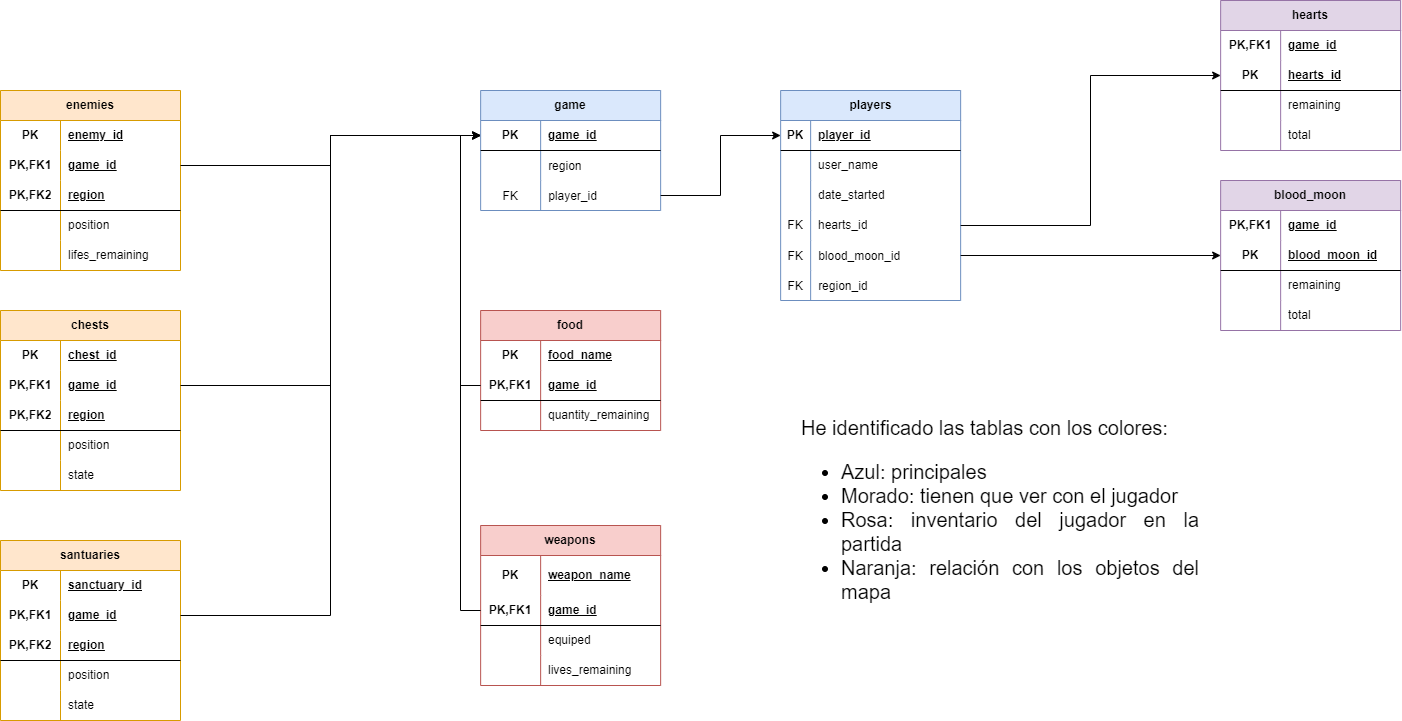 hearts
PK,FK1 game_id
PK hearts_id
remaining
total
enemies
PK enemy_id
PK,FK1 game_id
PK,FK2 region
position
lifes_remaining
game
PK game_id
region
FK player_id
players
PK player_id
user_name
date_started
FK hearts_id
FK blood_moon_id
FK region_id
blood_moon
PK,FK1 game_id
PK blood_moon_id
remaining
total
chests
PK chest_id
PK,FK1 game_id
PK,FK2 region
position
state
food
PK food_name
PK,FK1 game_id
quantity_remaining
He identificado las tablas con los colores:
• Azul: principales
• Morado: tienen que ver con el jugador
• Rosa: inventario del jugador en la
partida
• Naranja: relación con los objetos del
mapa
santuaries
PK sanctuary_id
PK,FK1 game_id
PK,FK2 region
position
state
weapons
PK weapon_name
PK,FK1 game_id
equiped
lives_remaining